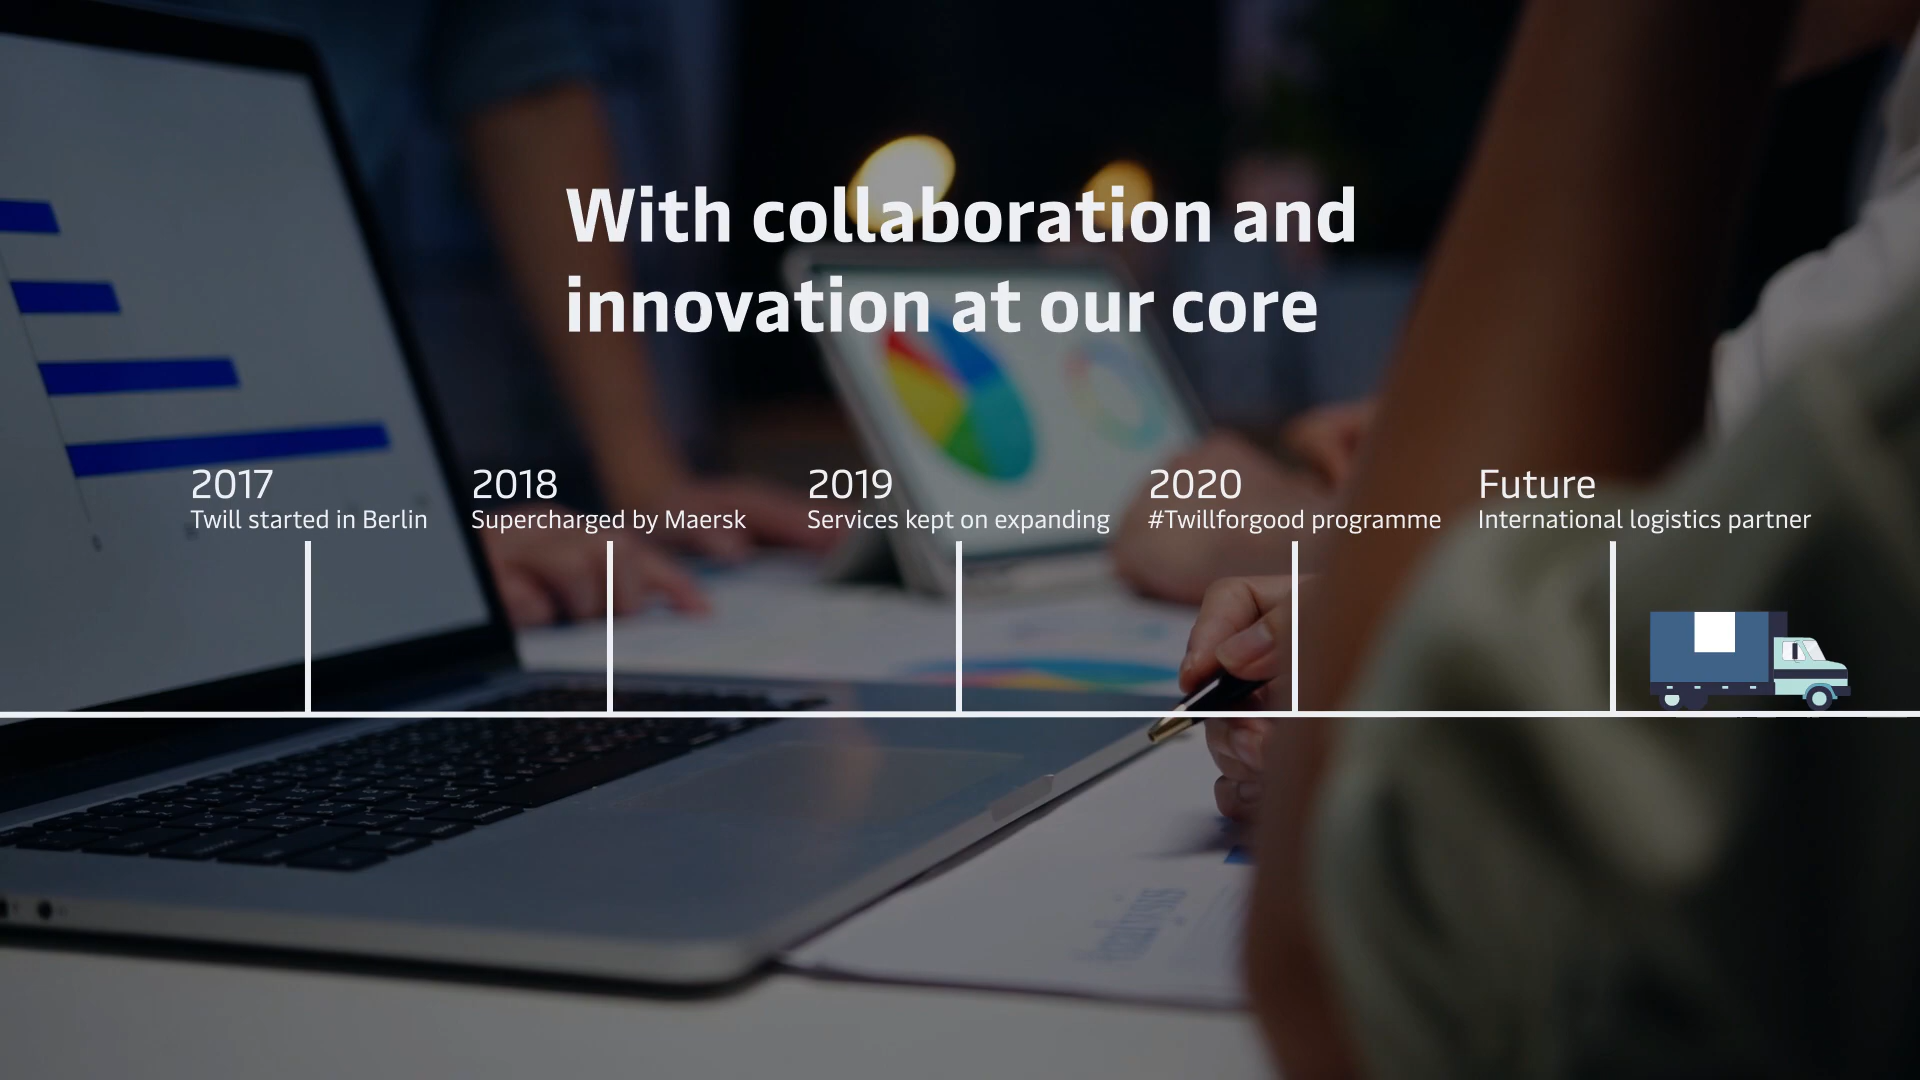 With collaboration and
innovation at our core
2017
Twill started in Berlin
2018
Supercharged by Maersk
2019
Services kept on expanding
2020
#Twillforgood programme
Future
International logistics partner